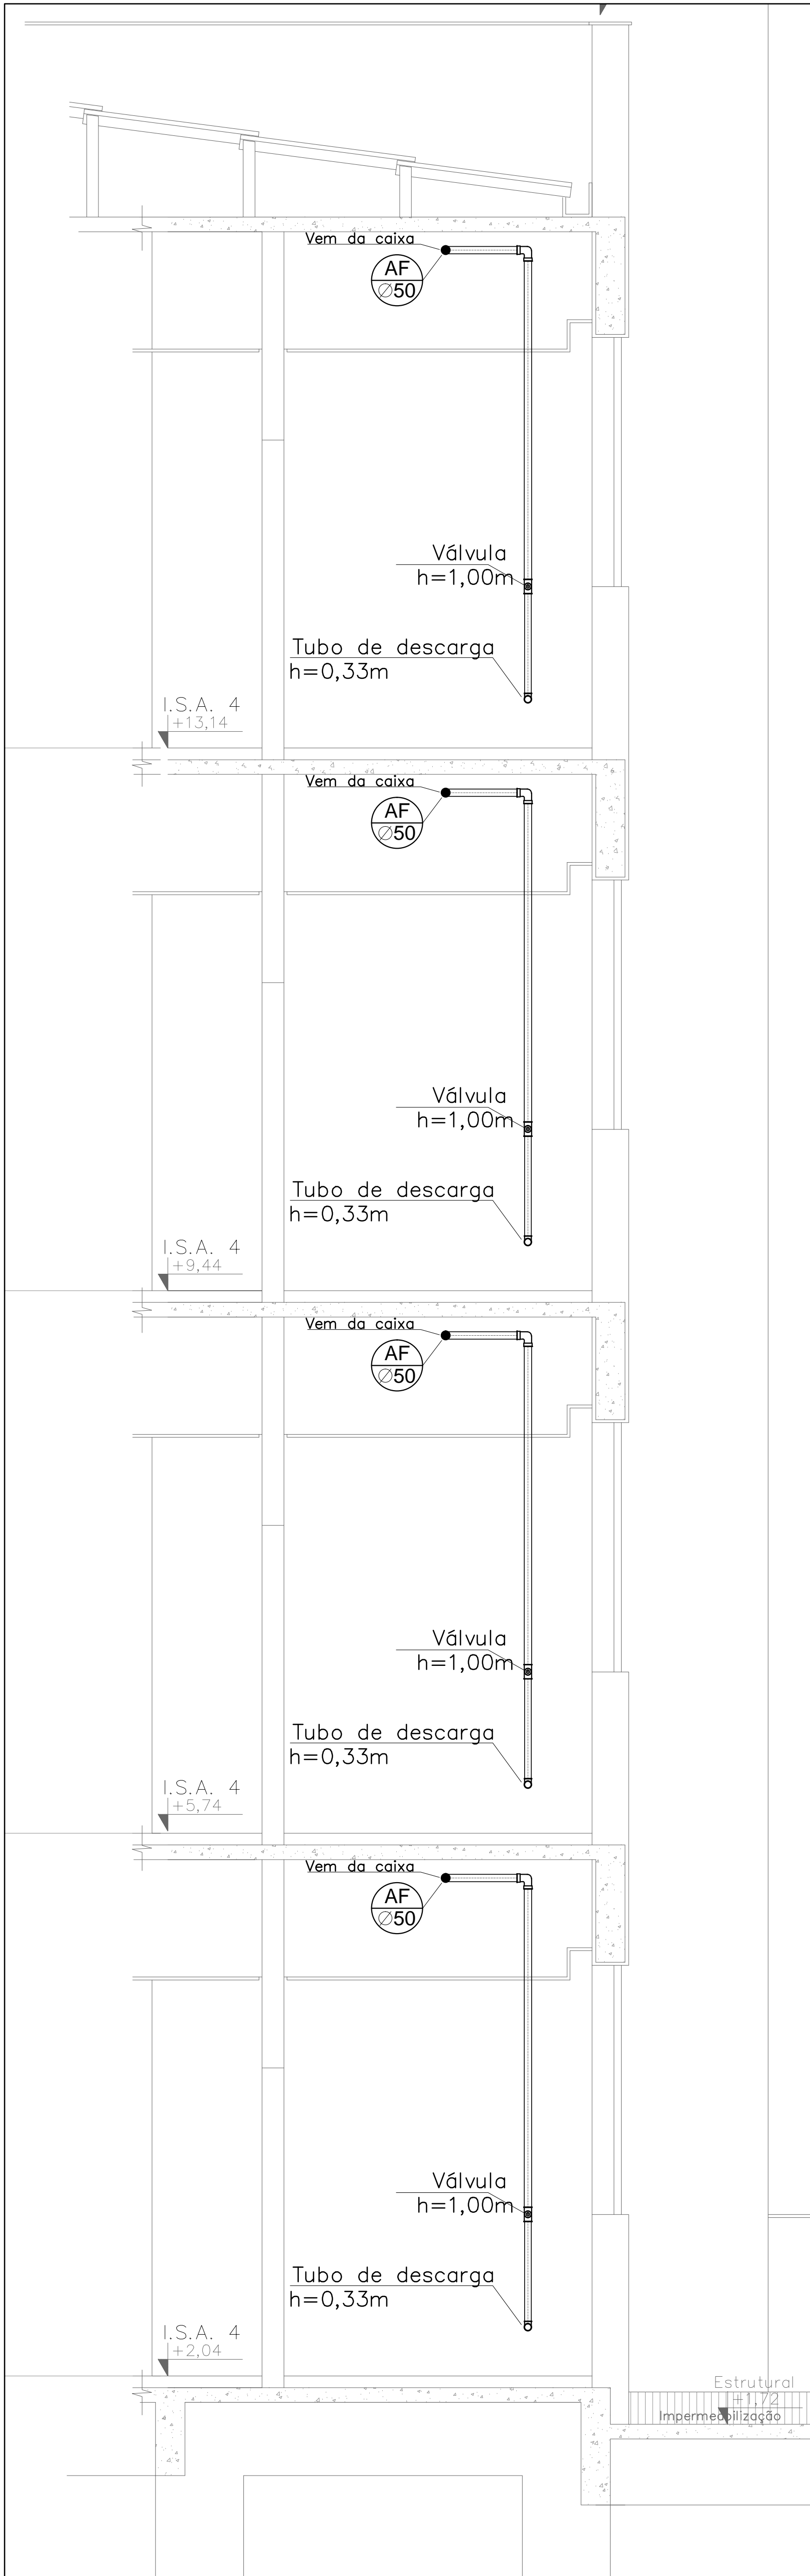 Vem da caixa
AF
∅50
Válvula
h=1,00m
Tubo de descarga
h=0,33m
I.S.A. 4
+13,14
Vem da caixa
AF
∅50
Válvula
h=1,00m
Tubo de descarga
h=0,33m
I.S.A. 4
+9,44
Vem da caixa
AF
∅50
Válvula
h=1,00m
Tubo de descarga
h=0,33m
I.S.A. 4
+5,74
Vem da caixa
AF
∅50
Válvula
h=1,00m
Tubo de descarga
h=0,33m
I.S.A. 4
+2,04
Estrutural
+1,72
Impermeabilização